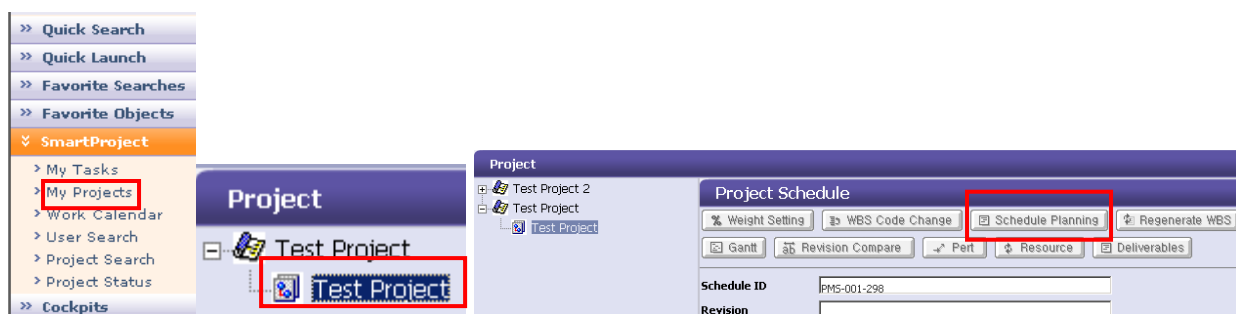 Quick Search
Quick Launch
Favorite Searches
Favorite Objects
SmartProject
My Tasks
My Projects
Work Calendar
User Search
Project Search
Project Status
Cockpits
Project
Test Project
Test Project
Project
Test Project 2
Test Project
Test Project
Project Schedule
Weight Setting WBS Code Change Schedule Planning Regenerate WBS
Gantt Revision Compare Pert Resource Deliverables
Schedule ID PMS-001-298
Revision